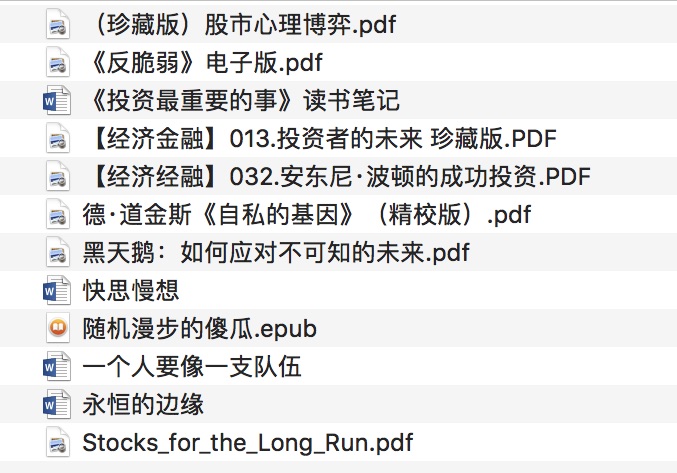 （珍藏版）股市心理博弈.pdf
《反脆弱》电子版.pdf
《投资最重要的事》读书笔记
【经济金融】013.投资者的未来 珍藏版.PDF
【经济经融】032.安东尼·波顿的成功投资.PDF
德·道金斯《自私的基因》（精校版）.pdf
黑天鹅：如何应对不可知的未来.pdf
快思慢想
随机漫步的傻瓜.epub
一个人要像一支队伍
永恒的边缘
Stocks_for_the_Long_Run.pdf